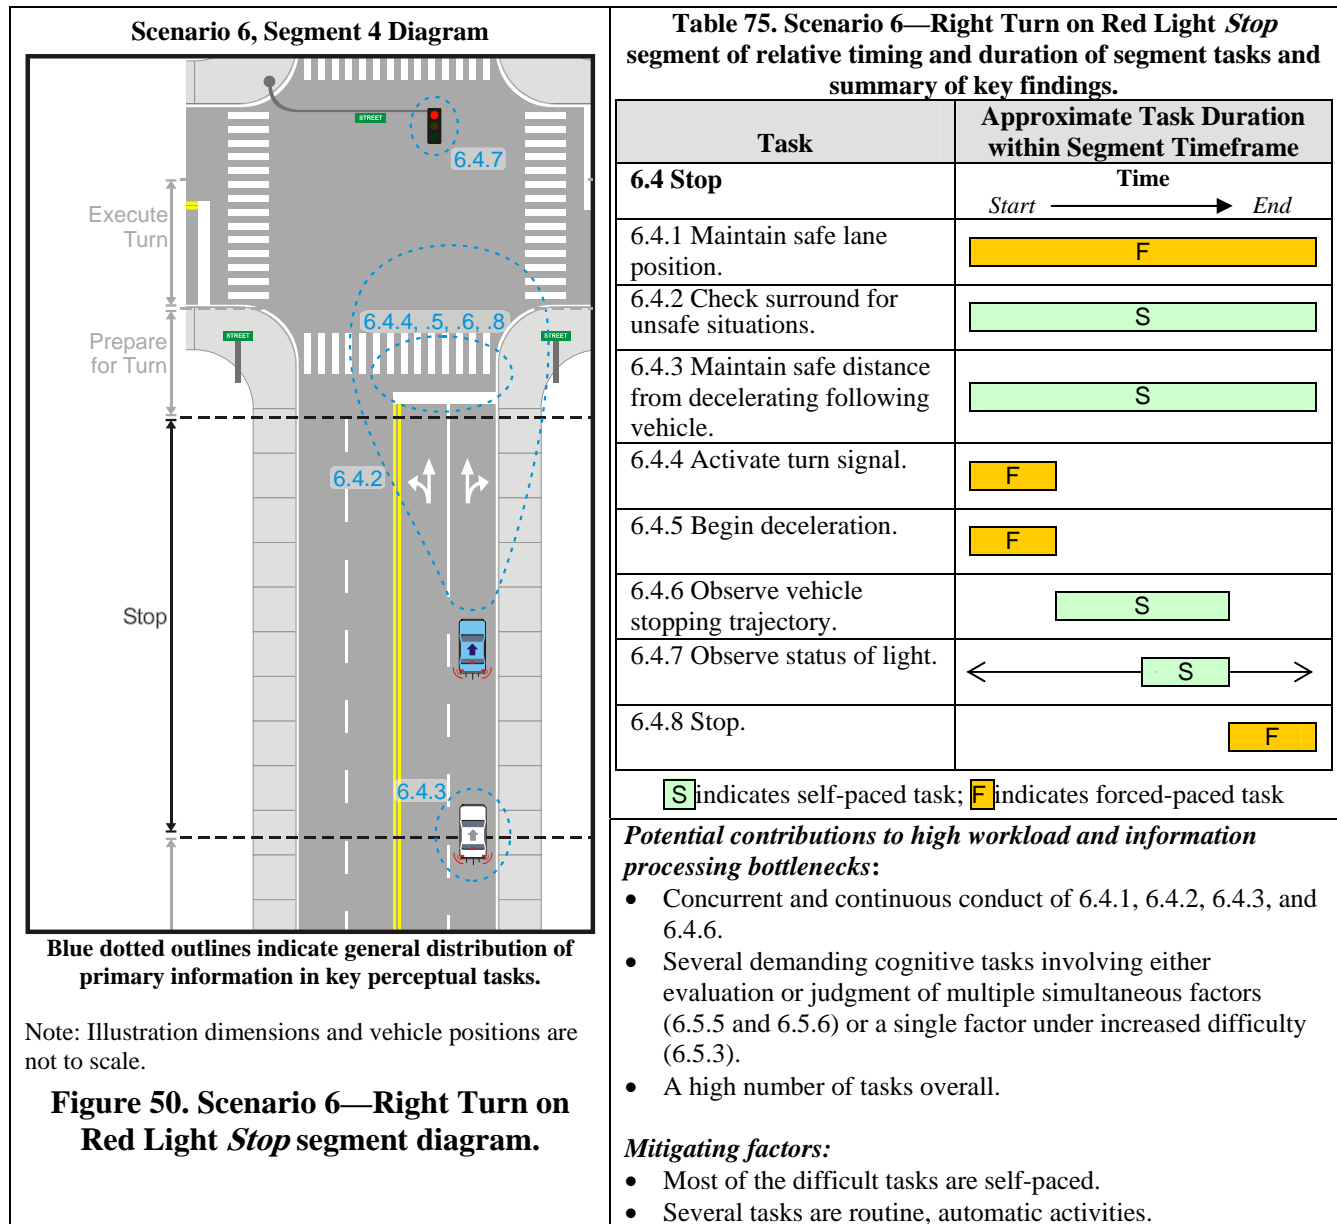 Scenario 6, Segment 4 Diagram
STREET
6.4.7
Execute
Turn
6.4.4, .5, .6, .8
STREET
STREET
Prepare
for Turn
6.4.2
Stop
6.4.3
Blue dotted outlines indicate general distribution of
primary information in key perceptual tasks.
Note: Illustration dimensions and vehicle positions are
not to scale.
Figure 50. Scenario 6—Right Turn on
Red Light Stop segment diagram.
Table 75. Scenario 6—Right Turn on Red Light Stop
segment of relative timing and duration of segment tasks and
summary of key findings.
Task
Approximate Task Duration
within Segment Timeframe
6.4 Stop
Time
Start End
6.4.1 Maintain safe lane
position.
F
6.4.2 Check surround for
unsafe situations.
S
6.4.3 Maintain safe distance
from decelerating following
vehicle.
S
6.4.4 Activate turn signal.
F
6.4.5 Begin deceleration.
F
6.4.6 Observe vehicle
stopping trajectory.
S
6.4.7 Observe status of light.
S
6.4.8 Stop.
F
S indicates self-paced task; F indicates forced-paced task
Potential contributions to high workload and information
processing bottlenecks:
• Concurrent and continuous conduct of 6.4.1, 6.4.2, 6.4.3, and
6.4.6.
• Several demanding cognitive tasks involving either
evaluation or judgment of multiple simultaneous factors
(6.5.5 and 6.5.6) or a single factor under increased difficulty
(6.5.3).
• A high number of tasks overall.
Mitigating factors:
• Most of the difficult tasks are self-paced.
• Several tasks are routine, automatic activities.